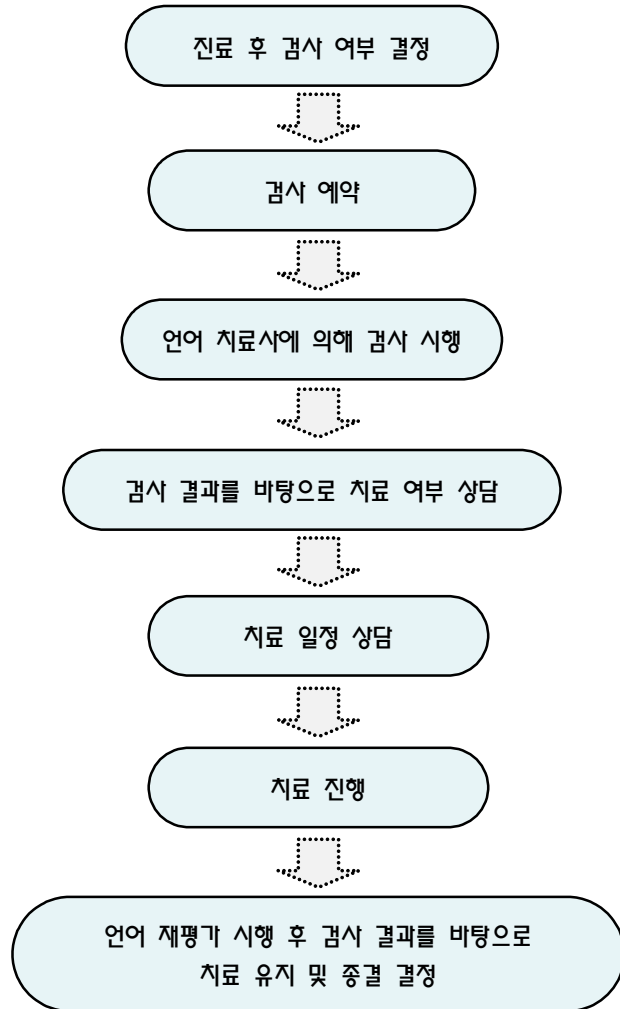 진료 후 검사 여부 결정
검사 예약
언어 치료사에 의해 검사 시행
검사 결과를 바탕으로 치료 여부 상담
치료 일정 상담
치료 진행
언어 재평가 시행 후 검사 결과를 바탕으로
치료 유지 및 종결 결정